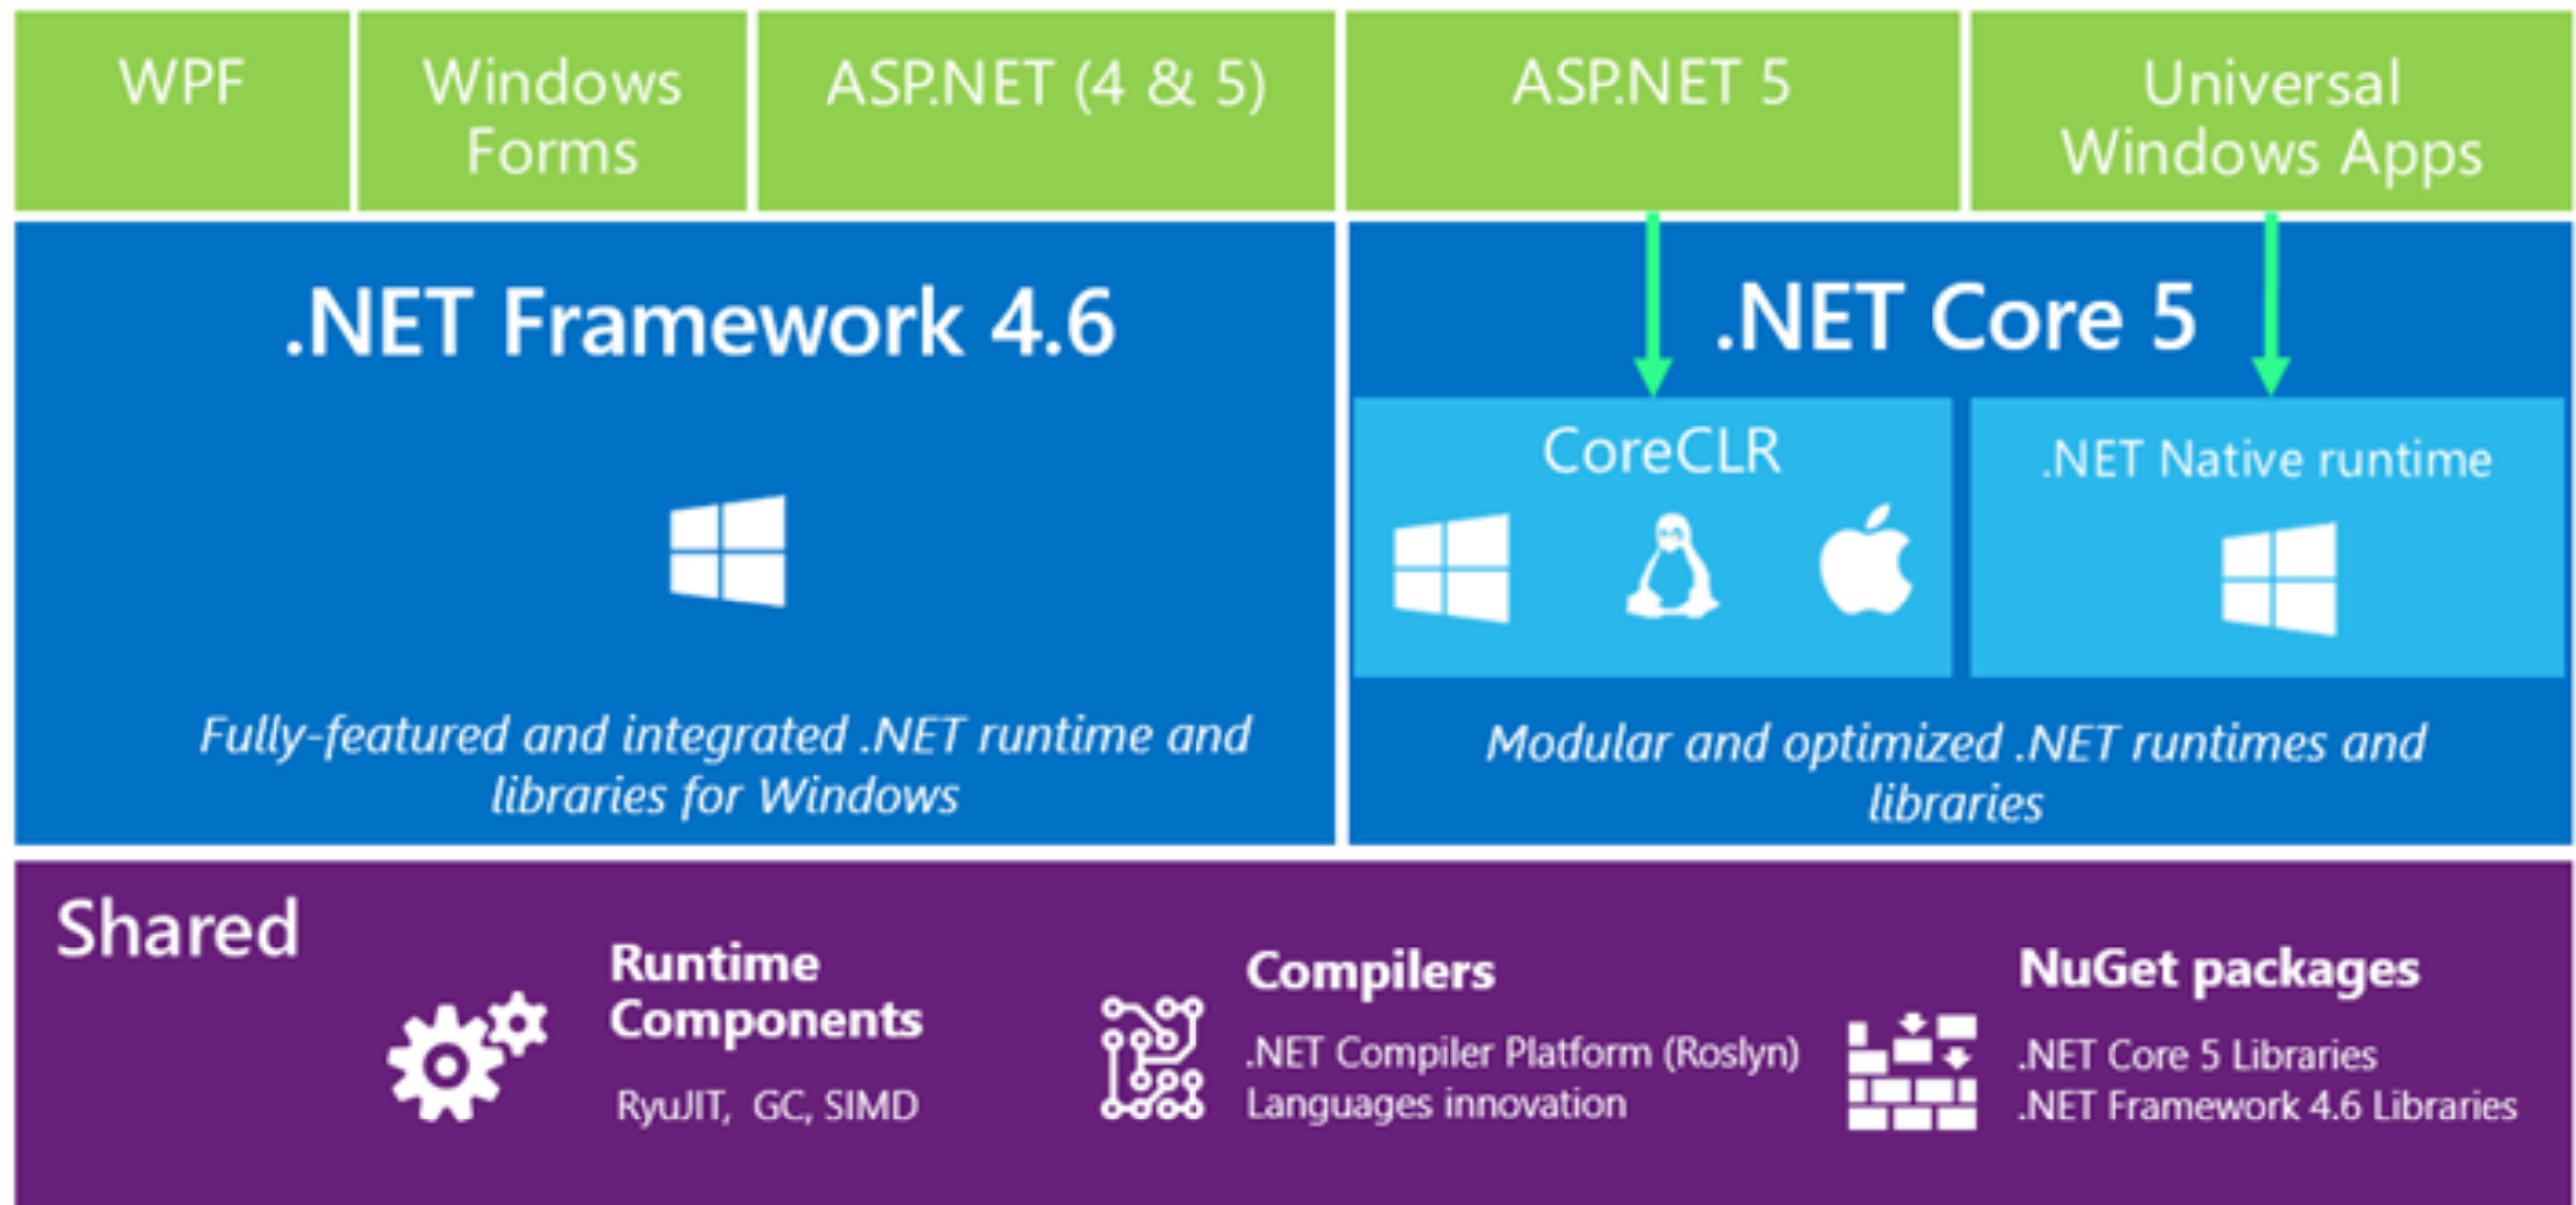 WPF
Windows
Forms
ASP.NET (4 & 5)
ASP.NET 5
Universal
Windows Apps
.NET Framework 4.6
Fully-featured and integrated .NET runtime and
libraries for Windows
.NET Core 5
CoreCLR
.NET Native runtime
Modular and optimized .NET runtimes and
libraries
Shared
Runtime
Components
RyuJIT, GC, SIMD
Compilers
.NET Compiler Platform (Roslyn)
Languages innovation
NuGet packages
.NET Core 5 Libraries
.NET Framework 4.6 Libraries